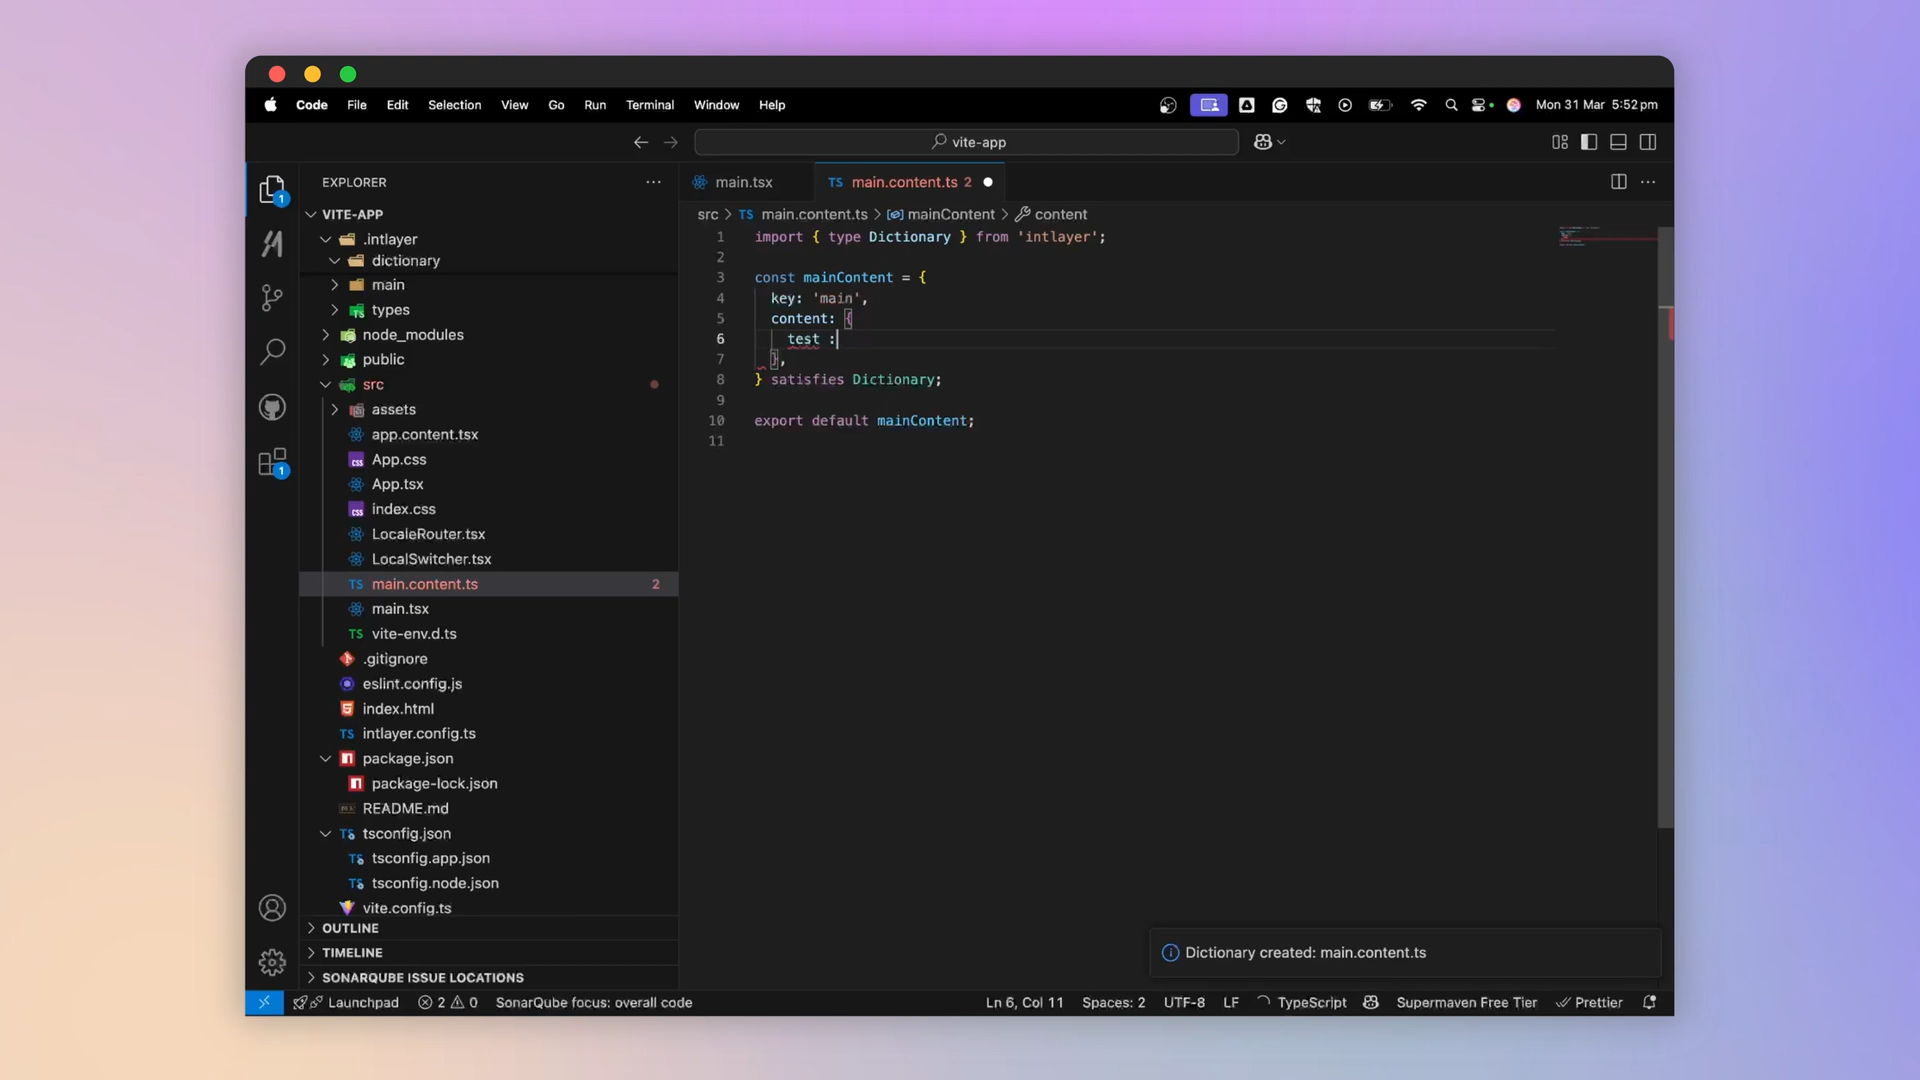 Code File Edit Selection View Go Run Terminal Window Help Mon 31 Mar 5:52 pm
vite-app
EXPLORER
VITE-APP
.intlayer
dictionary
main
types
node_modules
public
src
assets
app.content.tsx
App.css
App.tsx
index.css
LocaleRouter.tsx
LocalSwitcher.tsx
main.content.ts 2
main.tsx
vite-env.d.ts
.gitignore
eslint.config.js
index.html
intlayer.config.ts
package.json
package-lock.json
README.md
tsconfig.json
tsconfig.app.json
tsconfig.node.json
vite.config.ts
OUTLINE
TIMELINE
SONARQUBE ISSUE LOCATIONS
1
1
main.tsx TS main.content.ts 2
src > TS main.content.ts > mainContent > content
1 import { type Dictionary } from 'intlayer';
2
3 const mainContent = {
4 key: 'main',
5 content: {
6 test :
7 },
8 } satisfies Dictionary;
9
10 export default mainContent;
11
Dictionary created: main.content.ts
Launchpad 2 0 SonarQube focus: overall code Ln 6, Col 11 Spaces: 2 UTF-8 LF TypeScript Supermaven Free Tier Prettier